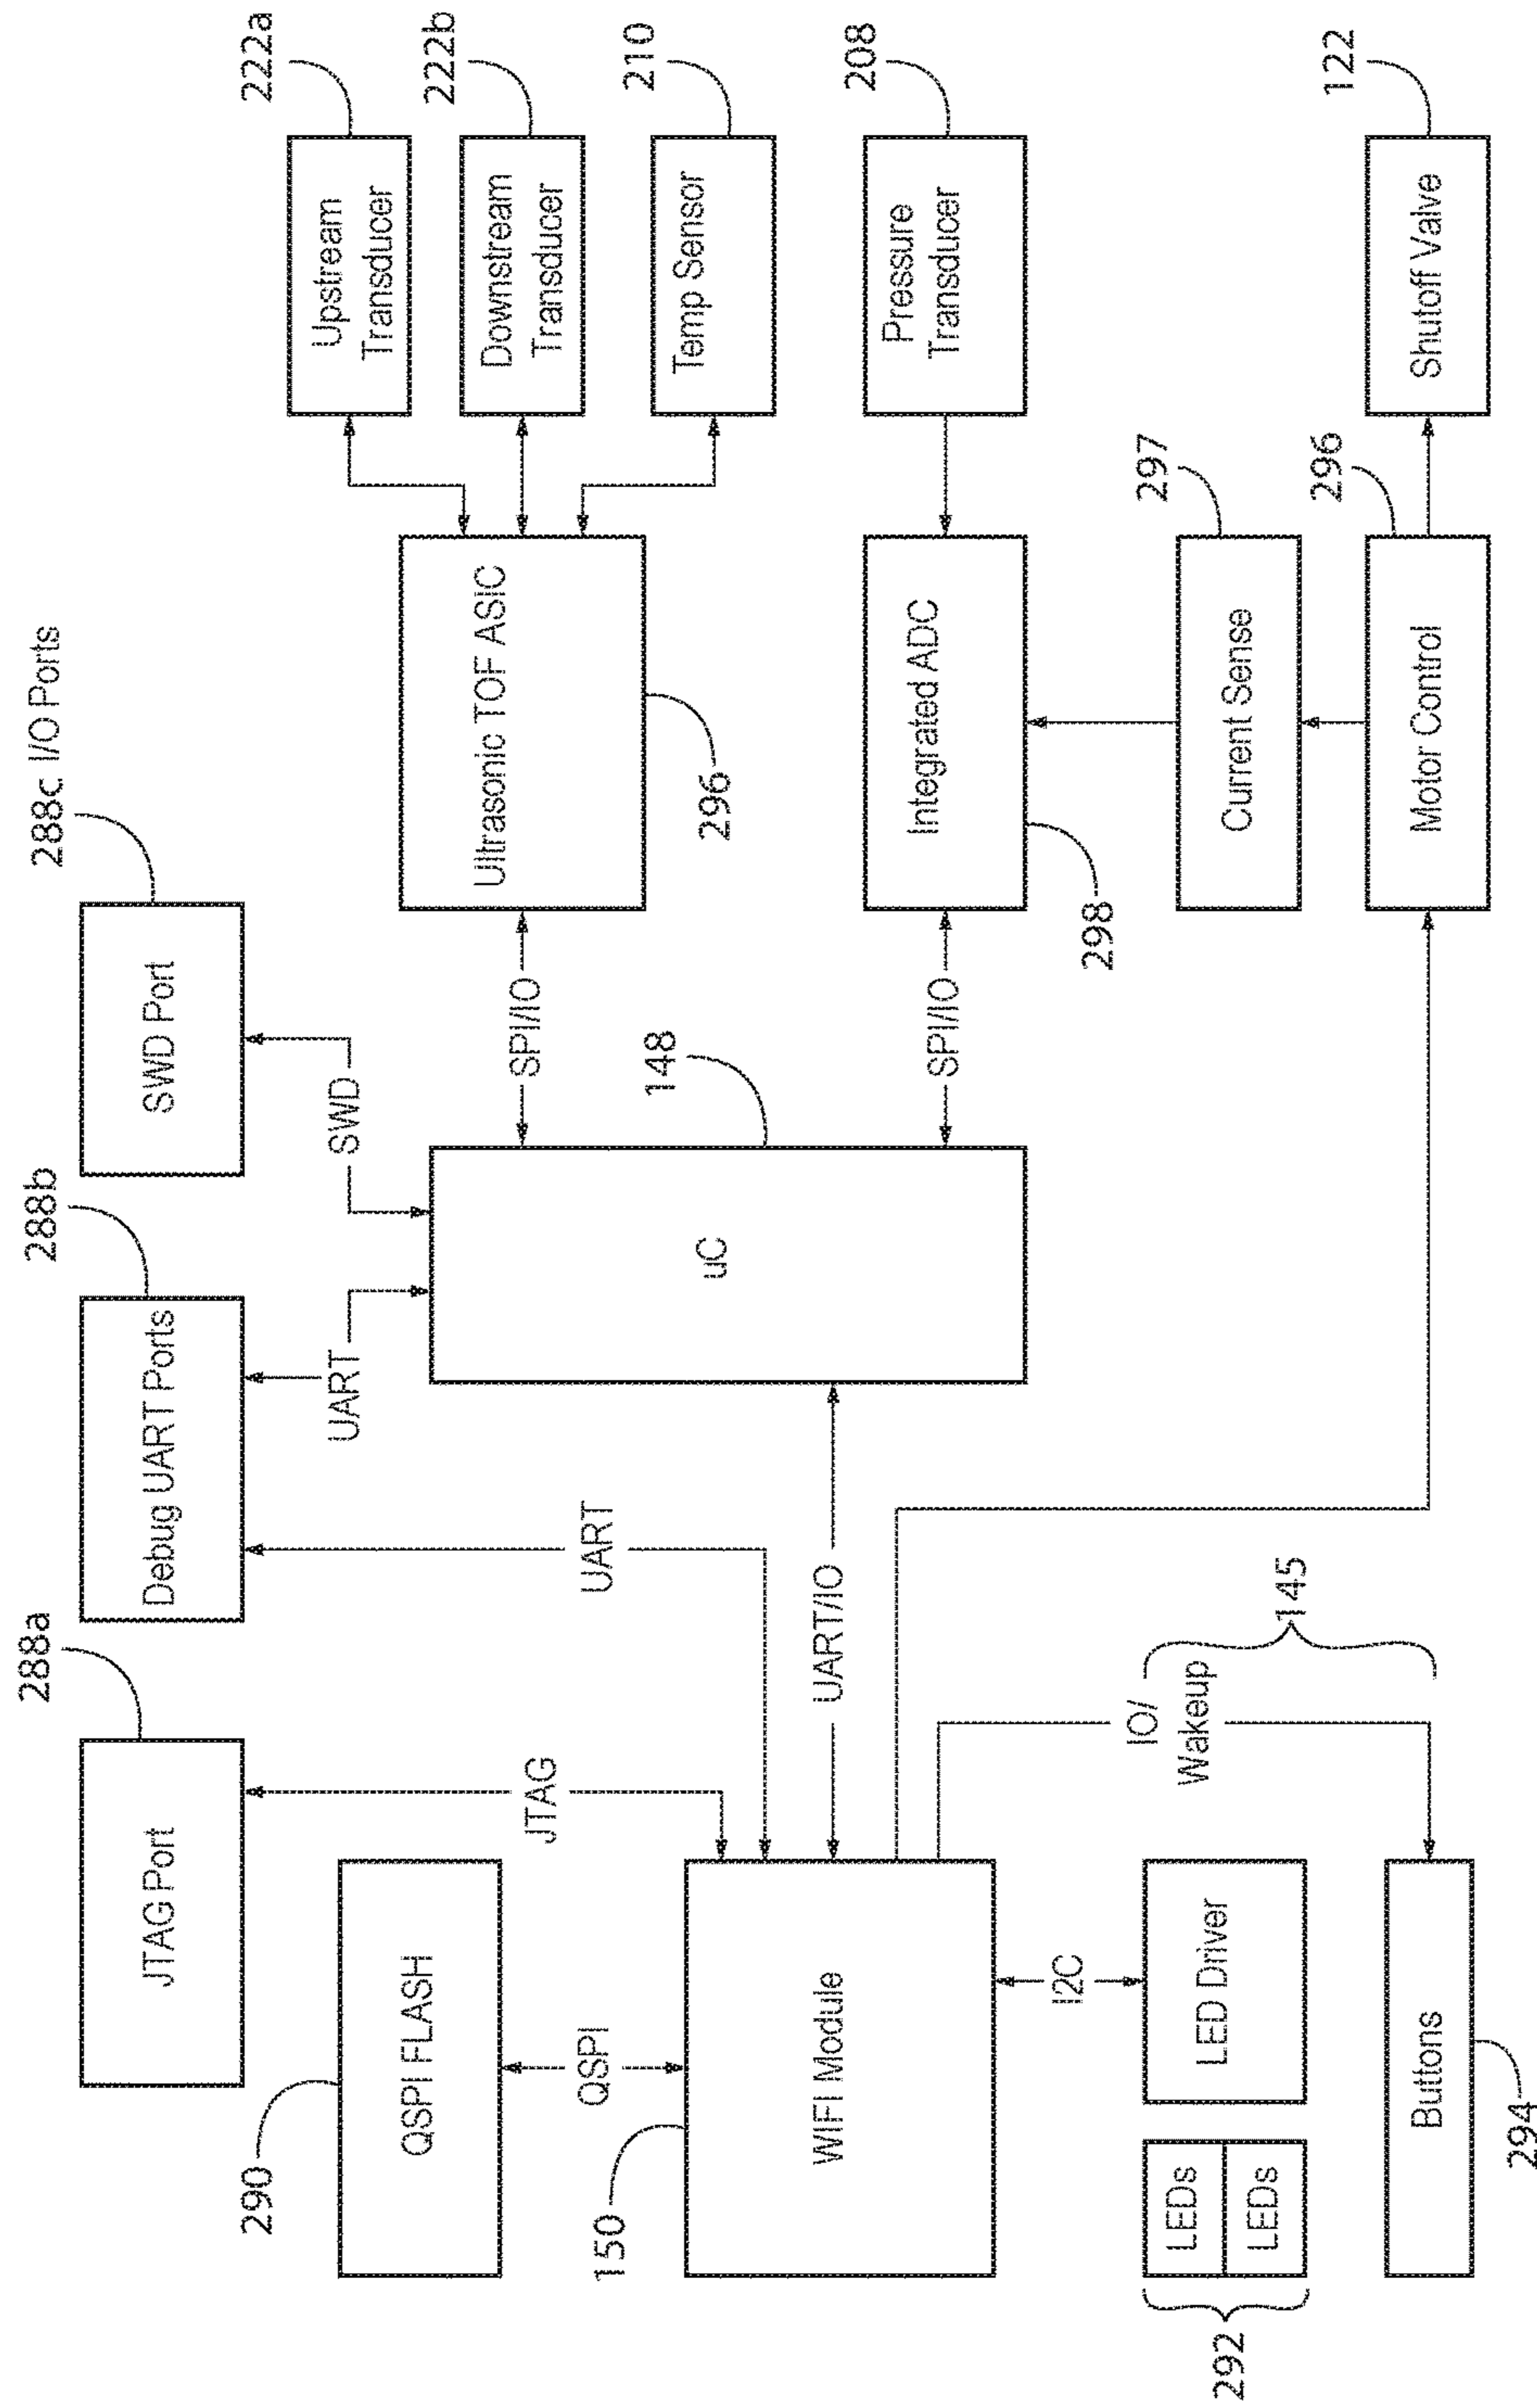 288a
288b
288c I/O Ports
JTAG Port
Debug UART Ports
SWD Port
222a
290
QSPI FLASH
JTAG
UART
UART
SWD
Upstream
Transducer
222b
QSPI
SPI/IO
Ultrasonic TOF ASIC
Downstream
Transducer
150
148
296
210
Temp Sensor
WIFI Module
UART/IO
uC
208
SPI/IO
Integrated ADC
Pressure
Transducer
298
I2C
IO/
Wakeup
297
292
LEDs
LEDs
LED Driver
145
Current Sense
296
122
Buttons
294
Motor Control
Shutoff Valve